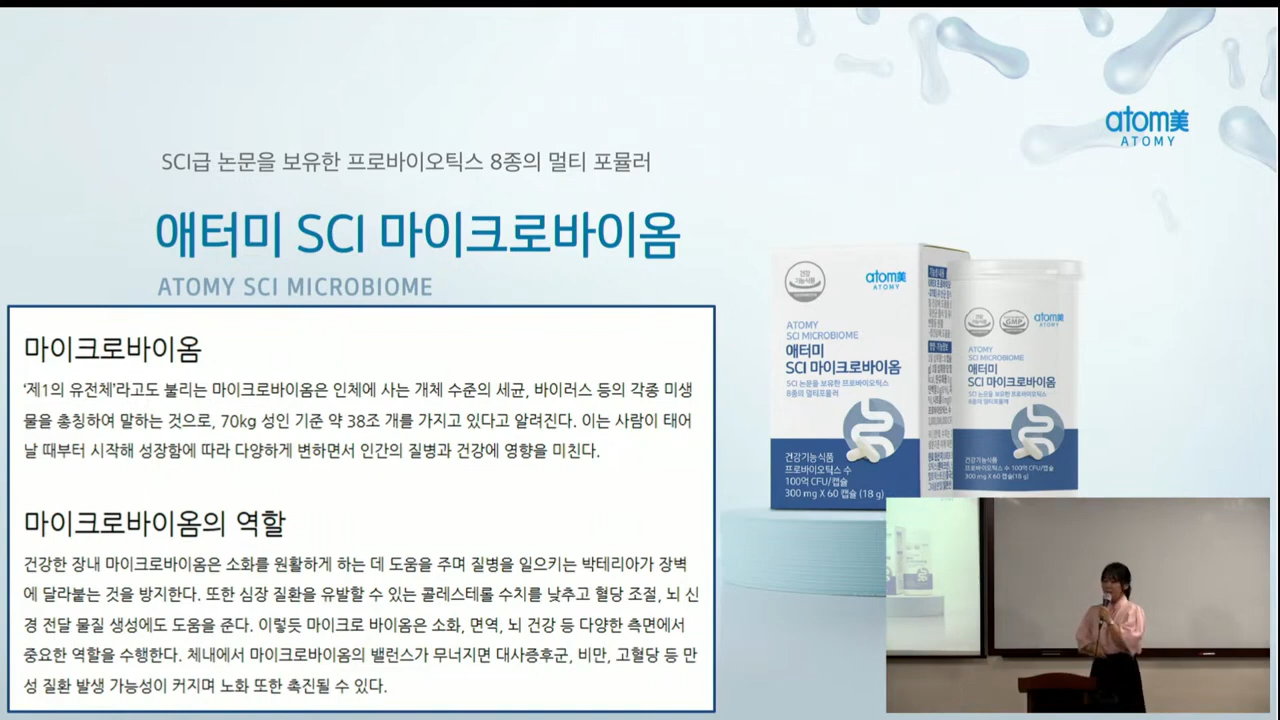 atom美
ATOMY
SCI급 논문을 보유한 프로바이오틱스 8종의 멀티 포뮬러
애터미 SCI 마이크로바이옴
ATOMY SCI MICROBIOME
마이크로바이옴
‘제1의 유전체’라고도 불리는 마이크로바이옴은 인체에 사는 개체 수준의 세균, 바이러스 등의 각종 미생
물을 총칭하여 말하는 것으로, 70kg 성인 기준 약 38조 개를 가지고 있다고 알려진다. 이는 사람이 태어
날 때부터 시작해 성장함에 따라 다양하게 변하면서 인간의 질병과 건강에 영향을 미친다.
마이크로바이옴의 역할
건강한 장내 마이크로바이옴은 소화를 원활하게 하는 데 도움을 주며 질병을 일으키는 박테리아가 장벽
에 달라붙는 것을 방지한다. 또한 심장 질환을 유발할 수 있는 콜레스테롤 수치를 낮추고 혈당 조절, 뇌 신
경 전달 물질 생성에도 도움을 준다. 이렇듯 마이크로 바이옴은 소화, 면역, 뇌 건강 등 다양한 측면에서
중요한 역할을 수행한다. 체내에서 마이크로바이옴의 밸런스가 무너지면 대사증후군, 비만, 고혈당 등 만
성 질환 발생 가능성이 커지며 노화 또한 촉진될 수 있다.
건강
기능식품
atom美
ATOMY
ATOMY
SCI MICROBIOME
애터미
SCI 마이크로바이옴
SCI 논문을 보유한 프로바이오틱스
8종의 멀티포뮬러
건강기능식품
프로바이오틱스 수
100억 CFU/캡슐
300 mg X 60 캡슐 (18 g)
GMP
atom美
ATOMY
ATOMY
SCI MICROBIOME
애터미
SCI 마이크로바이옴
SCI 논문을 보유한 프로바이오틱스
8종의 멀티포뮬러
건강기능식품
프로바이오틱스 수 100억 CFU/캡슐
300 mg X 60 캡슐(18 g)